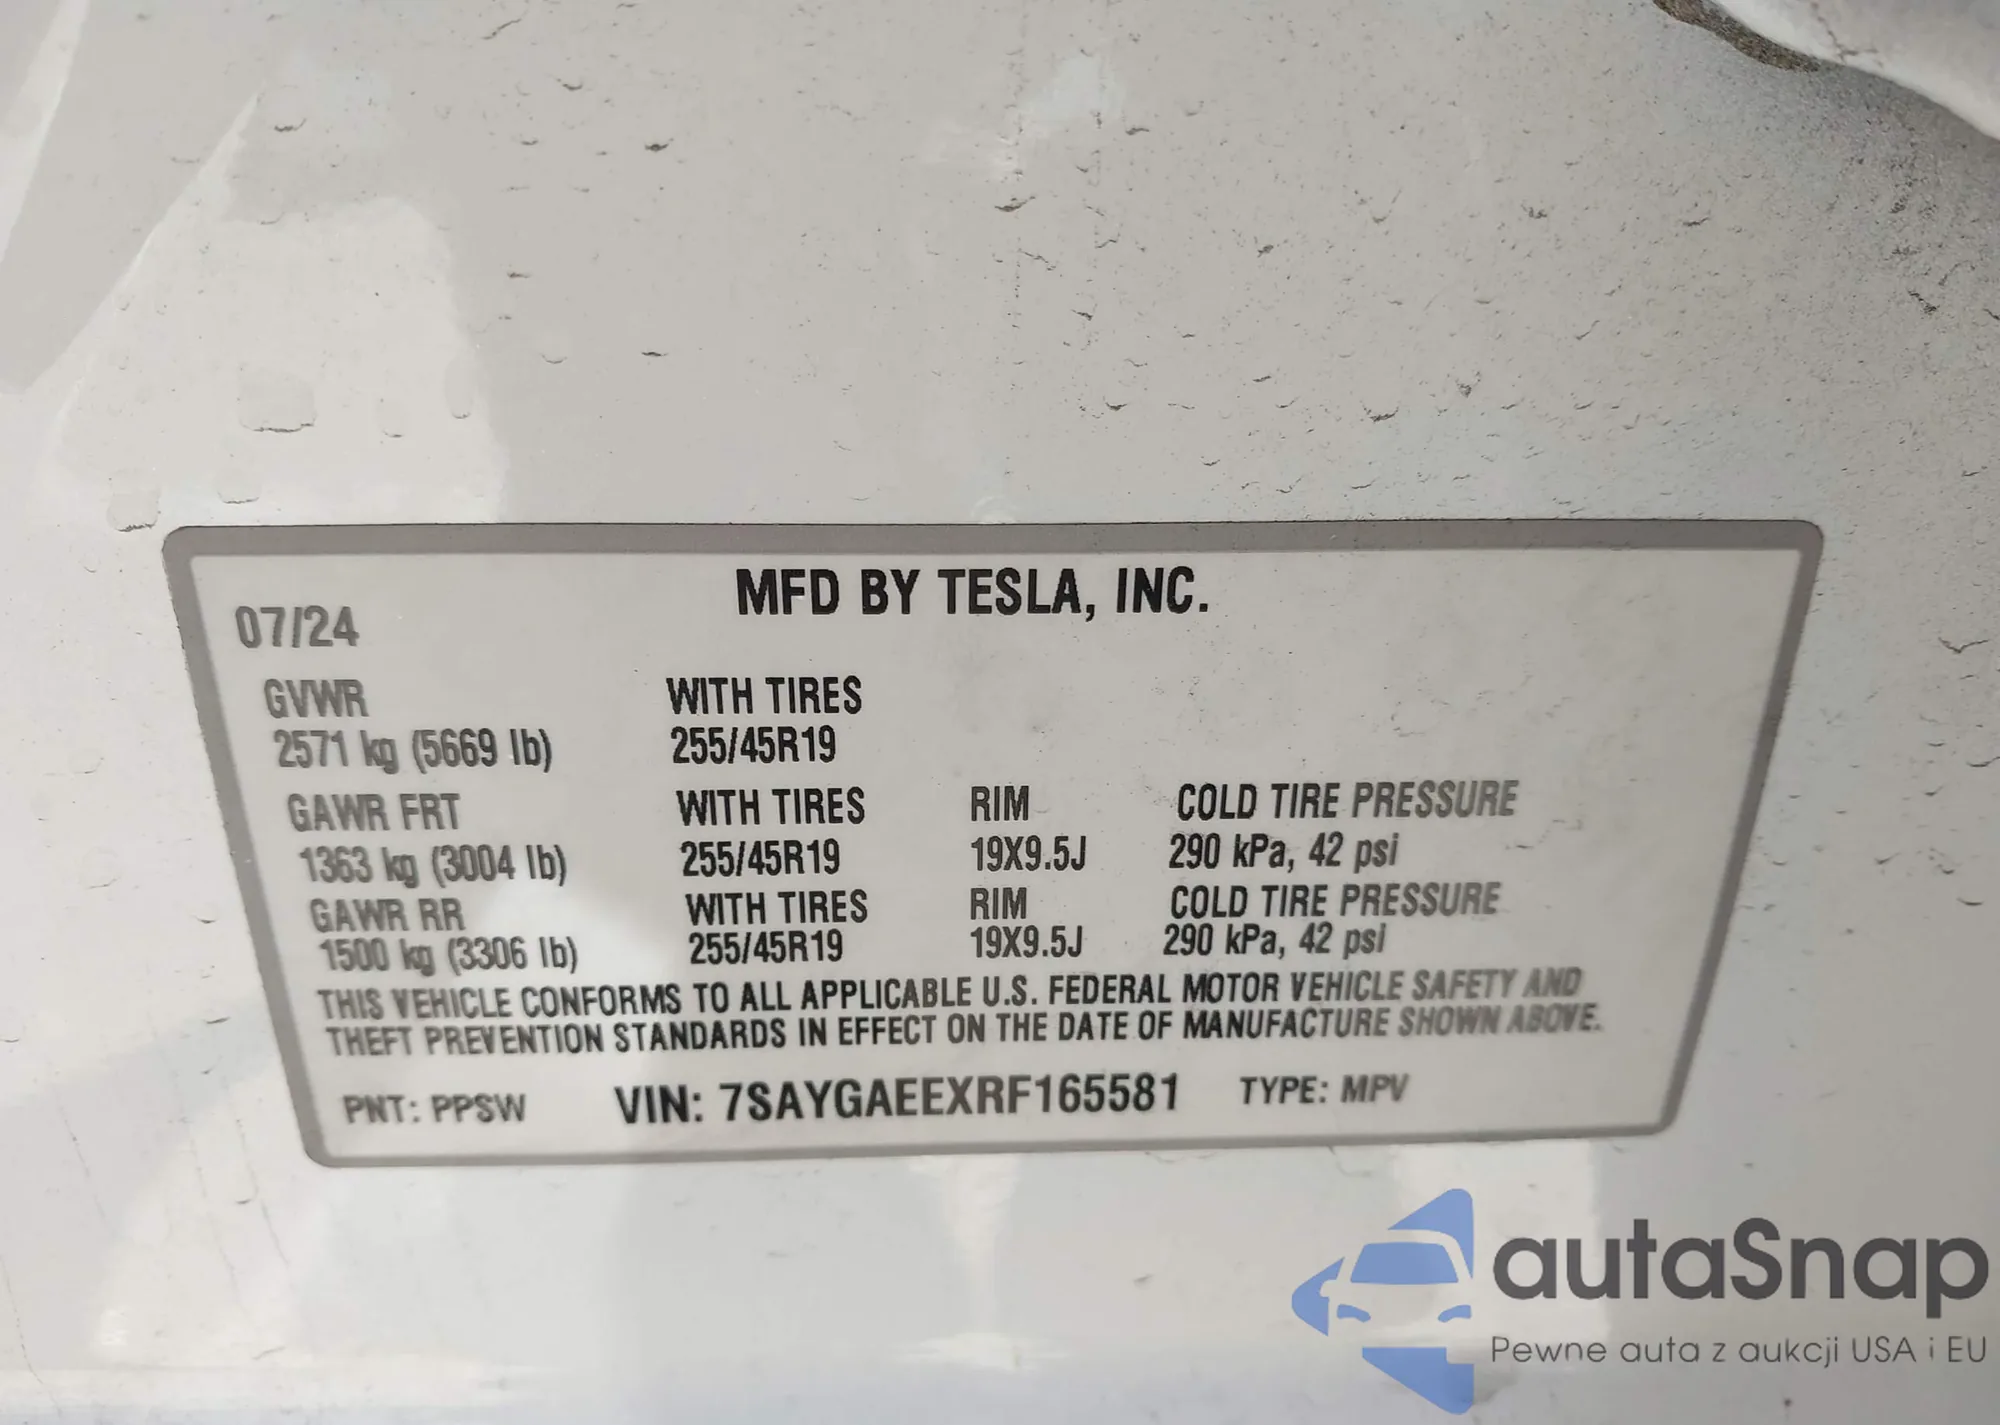 MFD BY TESLA, INC.
07/24
GVWR WITH TIRES
2571 kg (5669 lb) 255/45R19
GAWR FRT WITH TIRES RIM COLD TIRE PRESSURE
1363 kg (3004 lb) 255/45R19 19X9.5J 290 kPa, 42 psi
GAWR RR WITH TIRES RIM COLD TIRE PRESSURE
1500 kg (3306 lb) 255/45R19 19X9.5J 290 kPa, 42 psi
THIS VEHICLE CONFORMS TO ALL APPLICABLE U.S. FEDERAL MOTOR VEHICLE SAFETY AND
THEFT PREVENTION STANDARDS IN EFFECT ON THE DATE OF MANUFACTURE SHOWN ABOVE.
PNT: PPSW VIN: 7SAYGAEEXRF165581 TYPE: MPV
autaSnap
Pewne auta z aukcji USA i EU